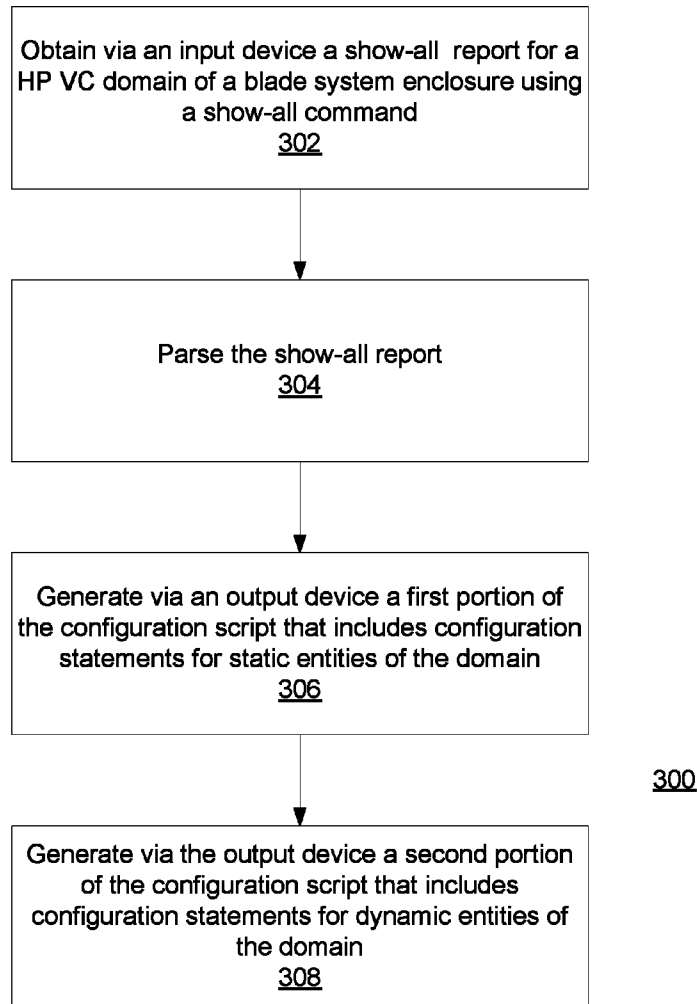 Obtain via an input device a show-all report for a
HP VC domain of a blade system enclosure using
a show-all command
302
Parse the show-all report
304
Generate via an output device a first portion of
the configuration script that includes configuration
statements for static entities of the domain
306
300
Generate via the output device a second portion
of the configuration script that includes
configuration statements for dynamic entities of
the domain
308